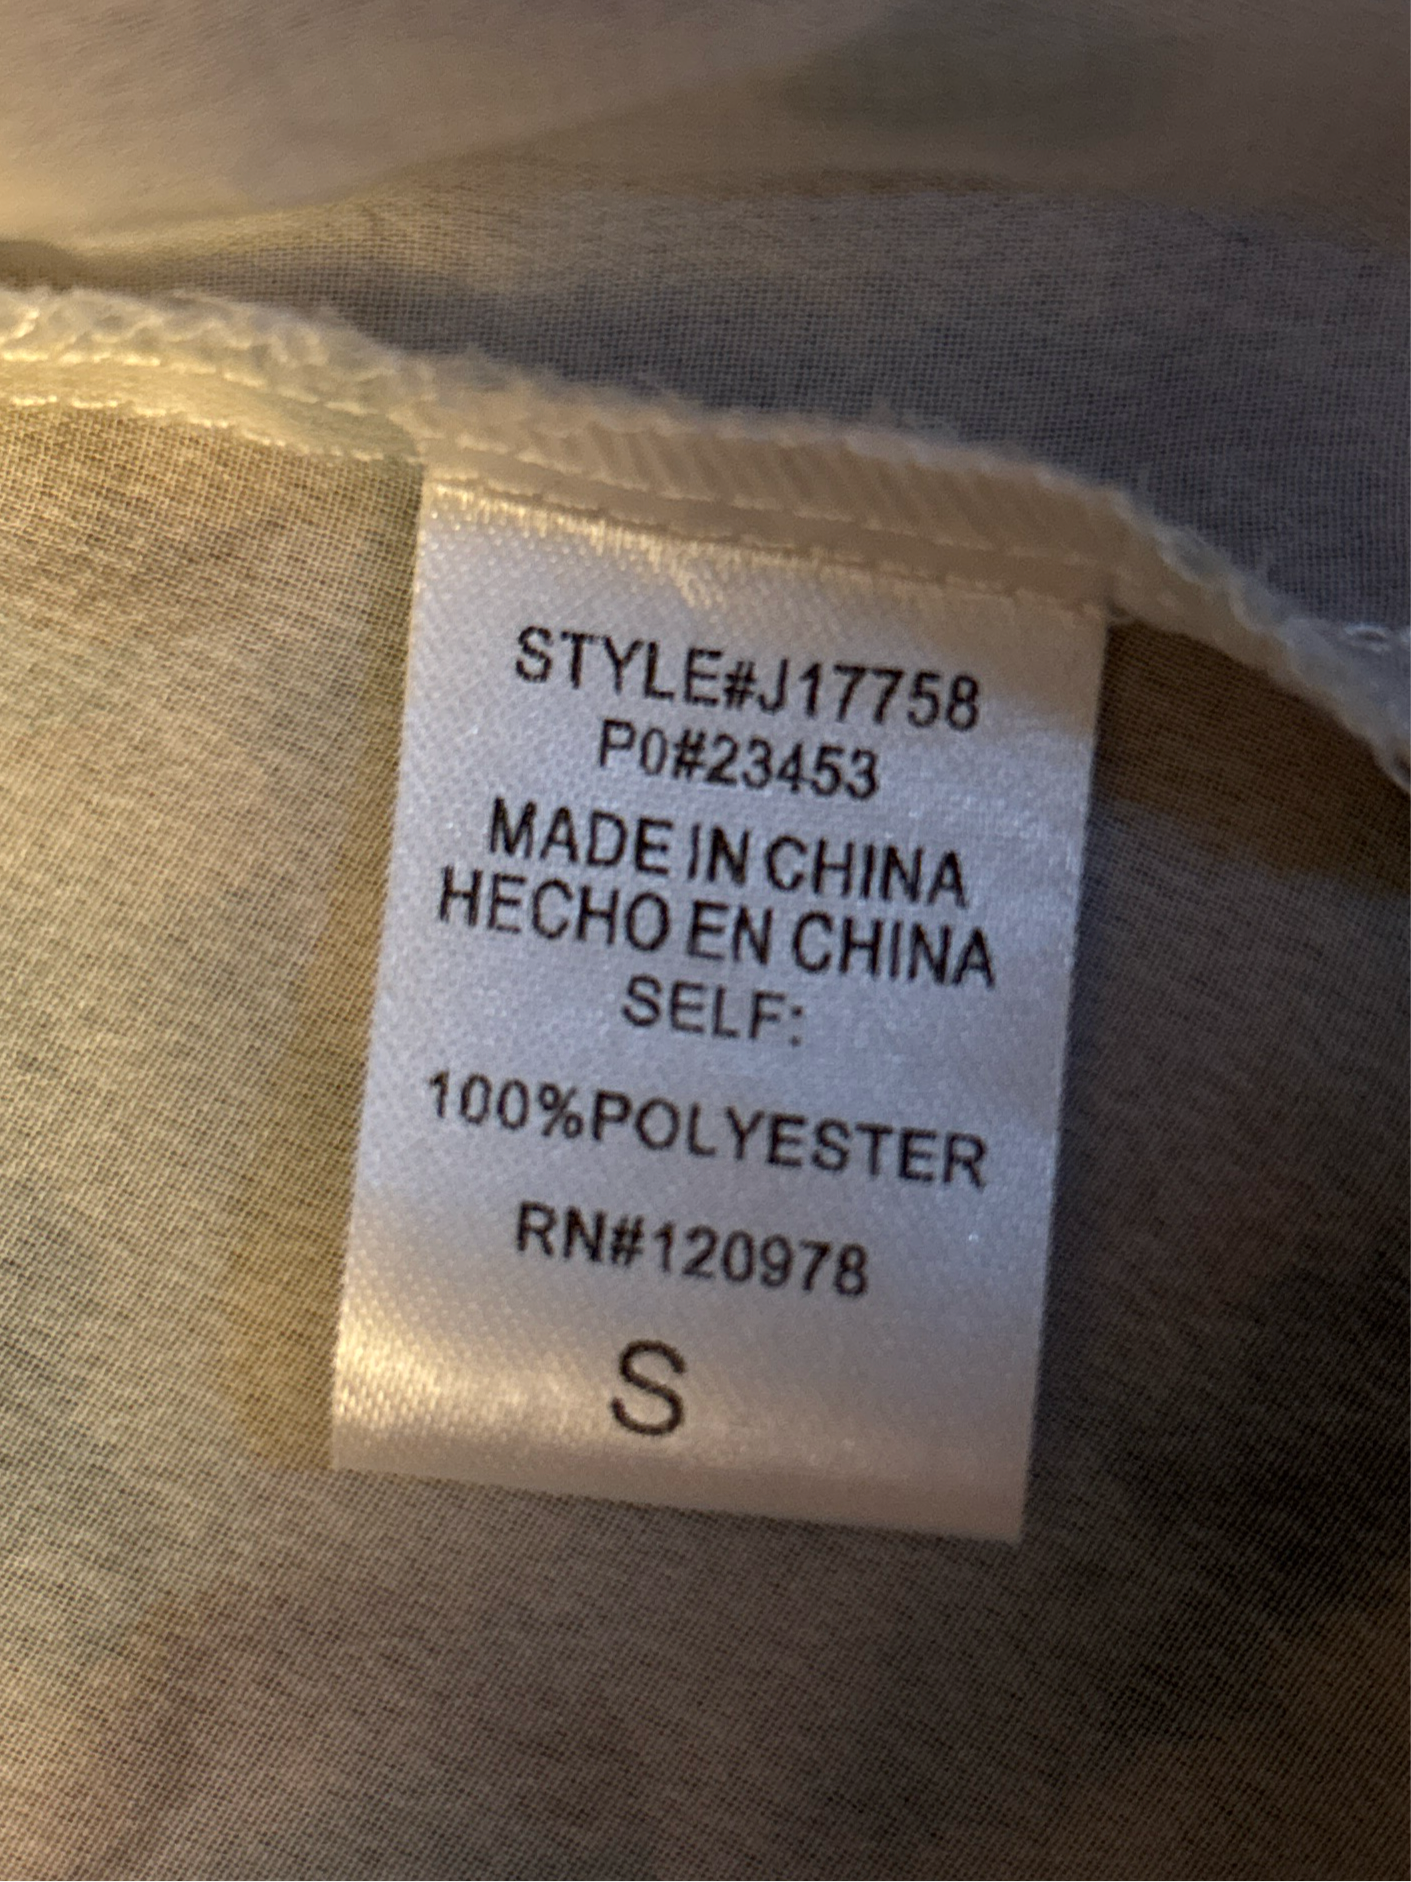 STYLE#J17758
P0#23453
MADE IN CHINA
HECHO EN CHINA
SELF:
100%POLYESTER
RN#120978
S